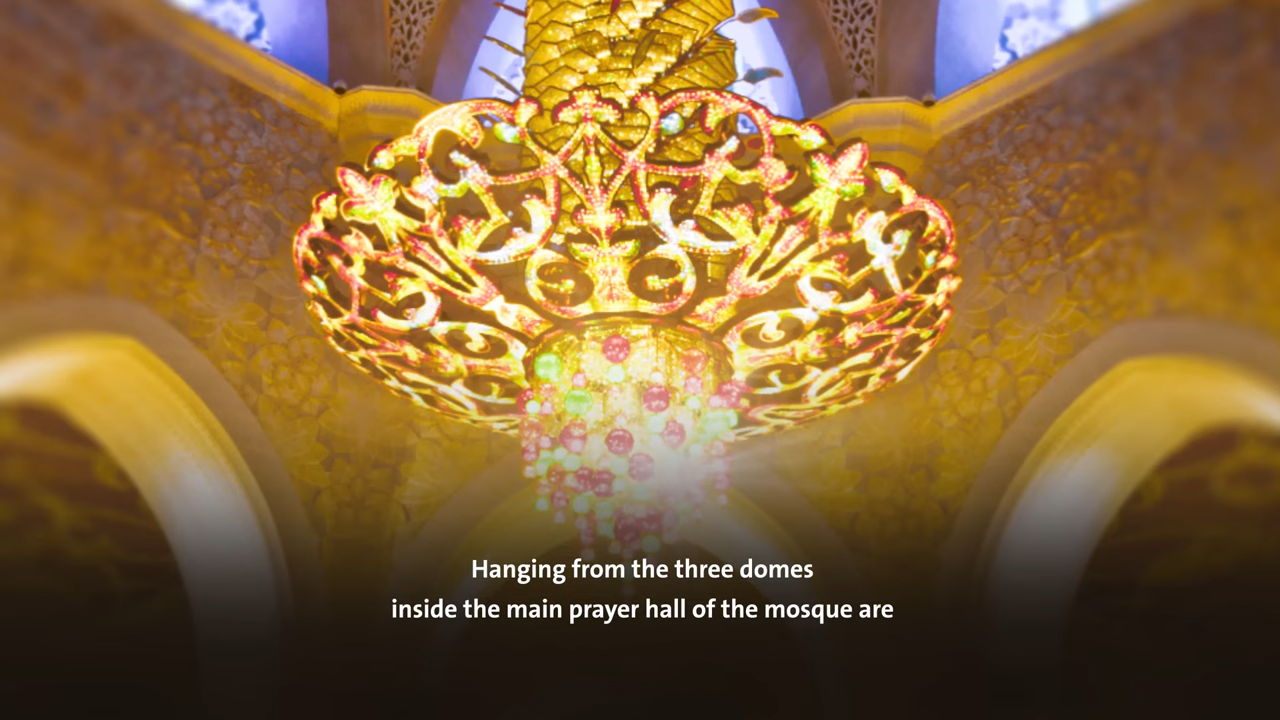 Hanging from the three domes
inside the main prayer hall of the mosque are